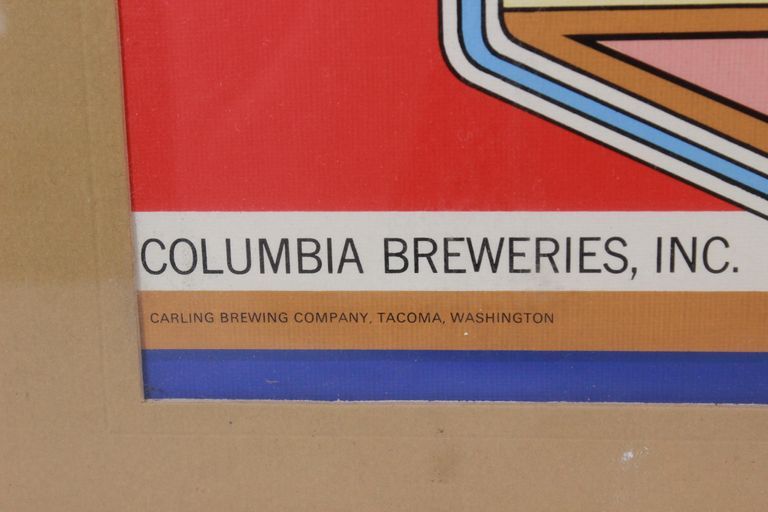 COLUMBIA BREWERIES, INC.
CARLING BREWING COMPANY, TACOMA, WASHINGTON